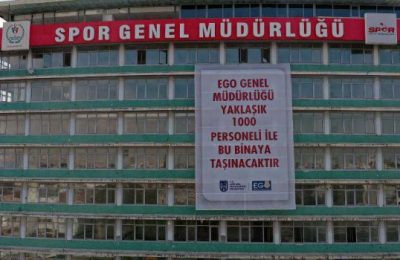 SPOR GENEL MÜDÜRLÜĞÜ
SPOR
EGO GENEL
MÜDÜRLÜĞÜ
YAKLAŞIK
1000
PERSONELİ İLE
BU BİNAYA
TAŞINACAKTIR
EGO